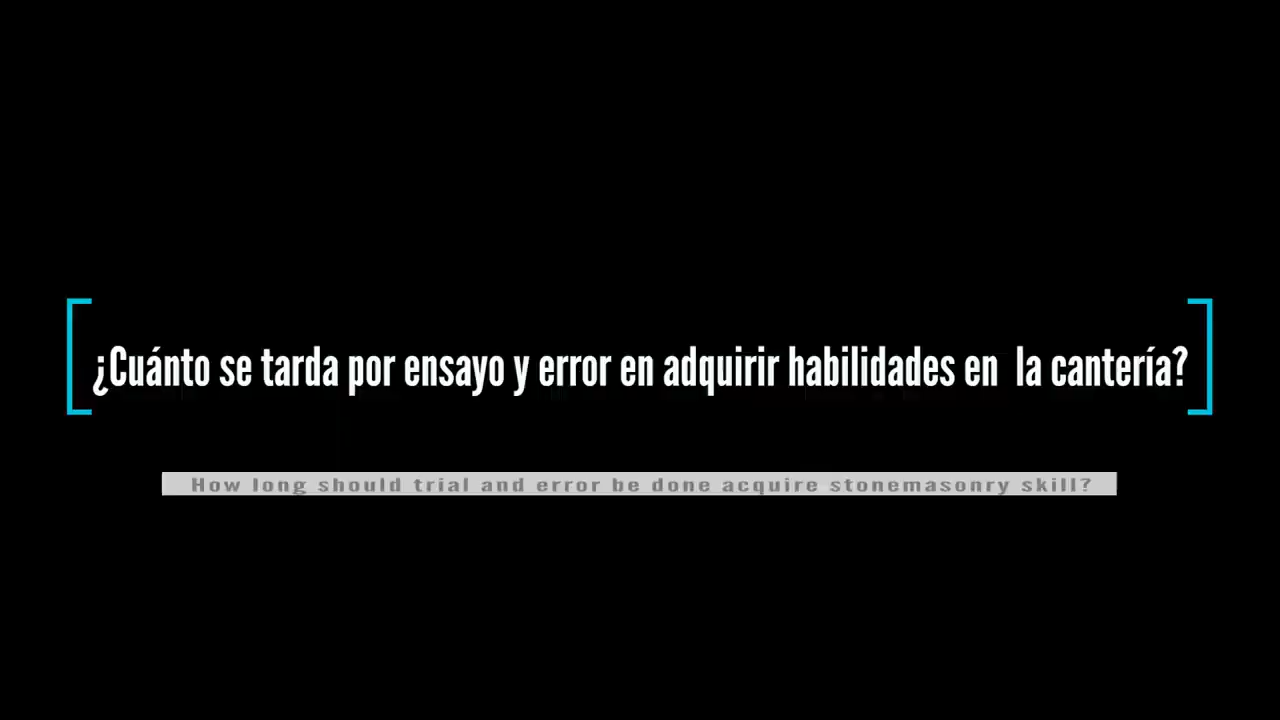 ¿Cuánto se tarda por ensayo y error en adquirir habilidades en la cantería?
How long should trial and error be done acquire stonemasonry skill?